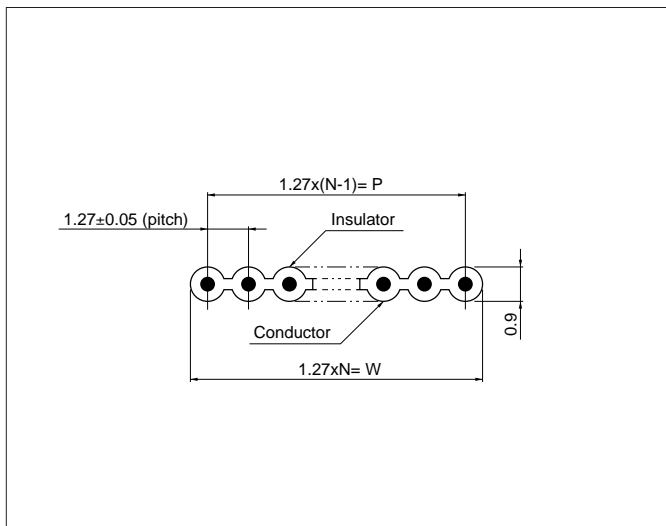 1.27x(N-1)= P
1.27±0.05 (pitch)
Insulator
0.9
Conductor
1.27xN= W